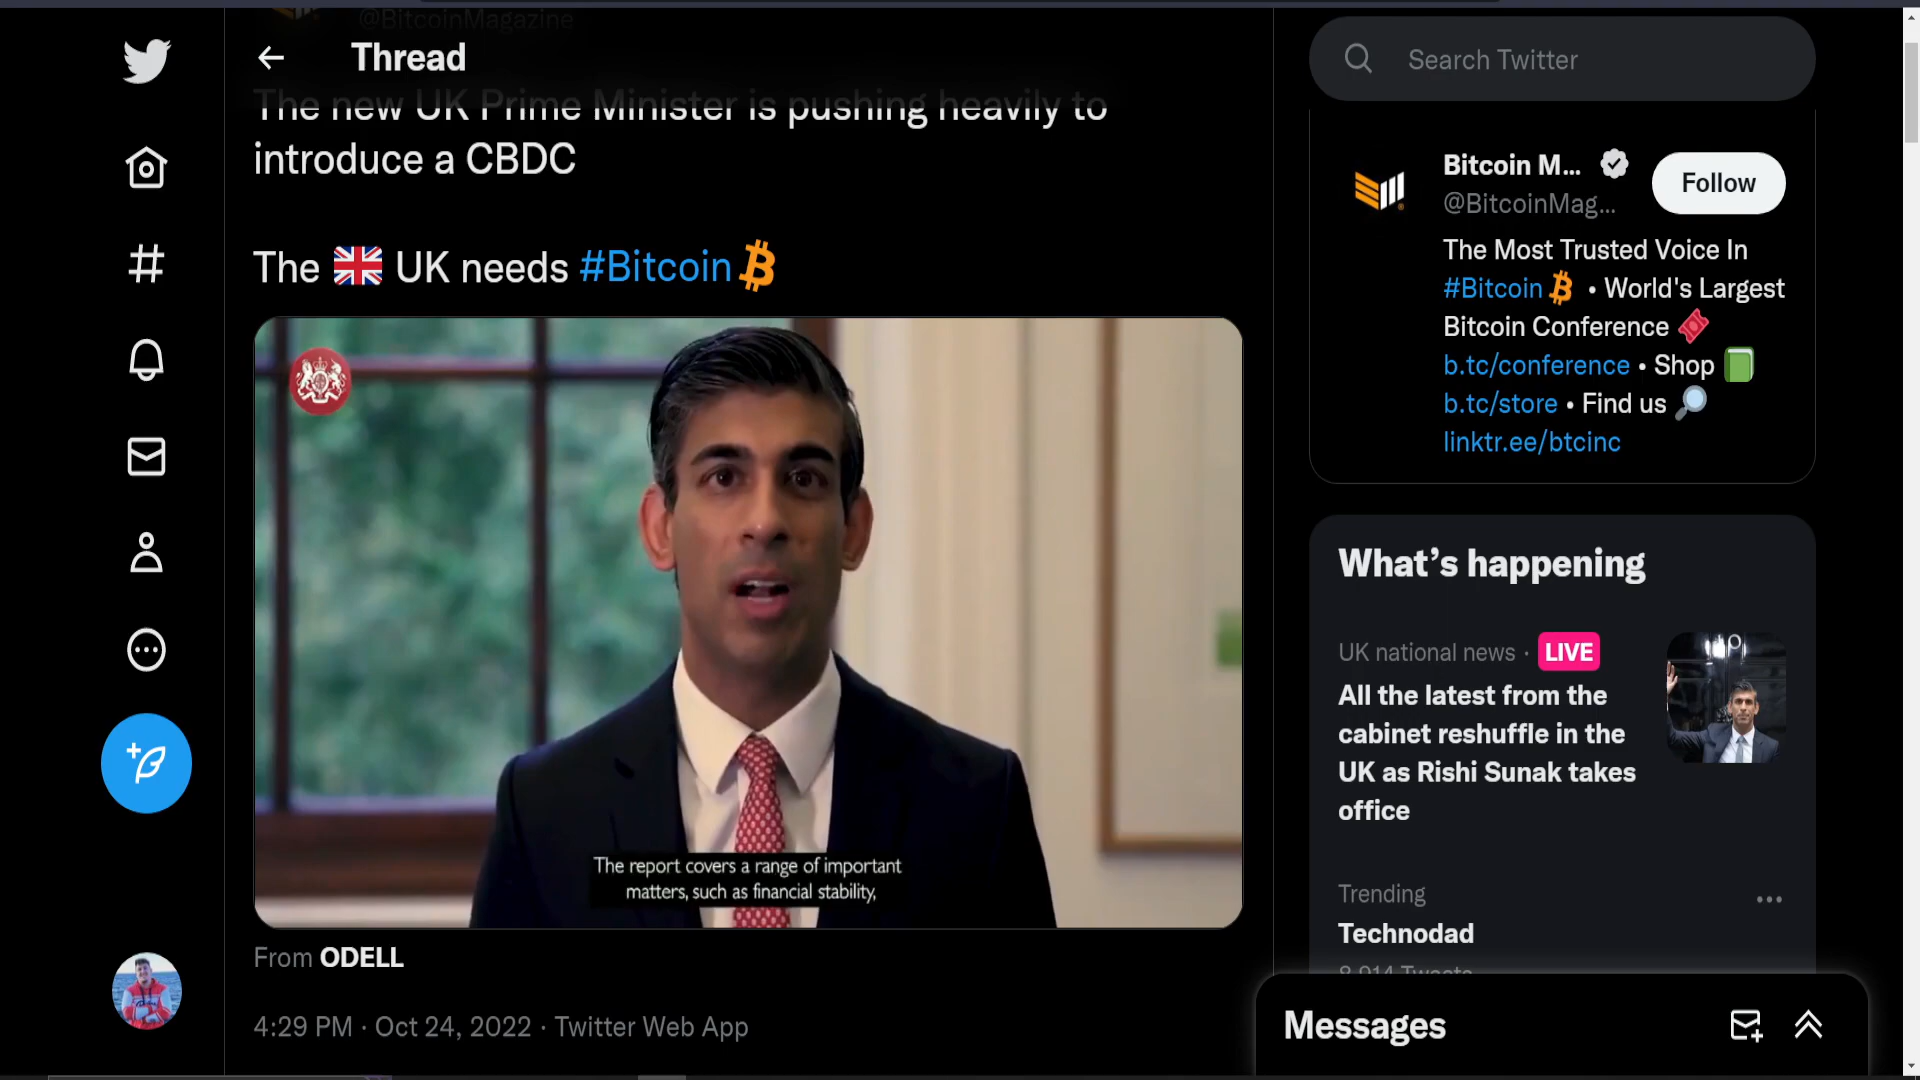 @BitcoinMagazine
Thread
The new UK Prime Minister is pushing heavily to
introduce a CBDC
The 🇬🇧 UK needs #Bitcoin
The report covers a range of important
matters, such as financial stability,
From ODELL
4:29 PM · Oct 24, 2022 · Twitter Web App
Search Twitter
Bitcoin M...
@BitcoinMag...
Follow
The Most Trusted Voice In
#Bitcoin • World's Largest
Bitcoin Conference 🎟
b.tc/conference • Shop 📗
b.tc/store • Find us 🔎
linktr.ee/btcinc
What's happening
UK national news · LIVE
All the latest from the
cabinet reshuffle in the
UK as Rishi Sunak takes
office
Trending
Technodad
8,914 Tweets
Messages